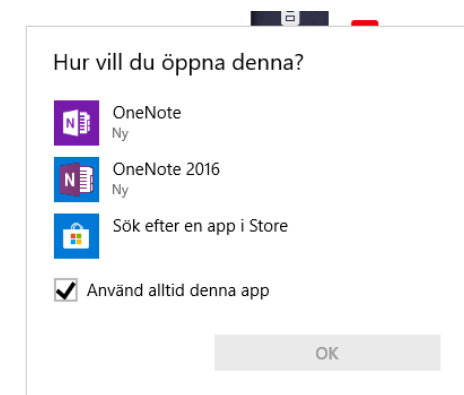 Hur vill du öppna denna?
OneNote
Ny
OneNote 2016
Ny
Sök efter en app i Store
Använd alltid denna app
OK